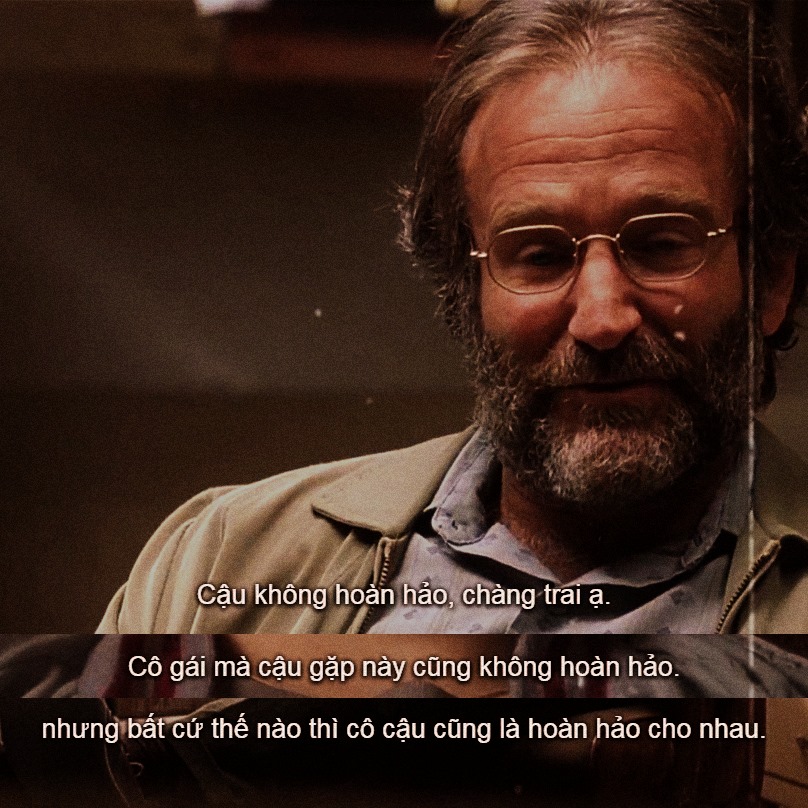 Cậu không hoàn hảo, chàng trai ạ.
Cô gái mà cậu gặp này cũng không hoàn hảo.
nhưng bất cứ thế nào thì cô cậu cũng là hoàn hảo cho nhau.